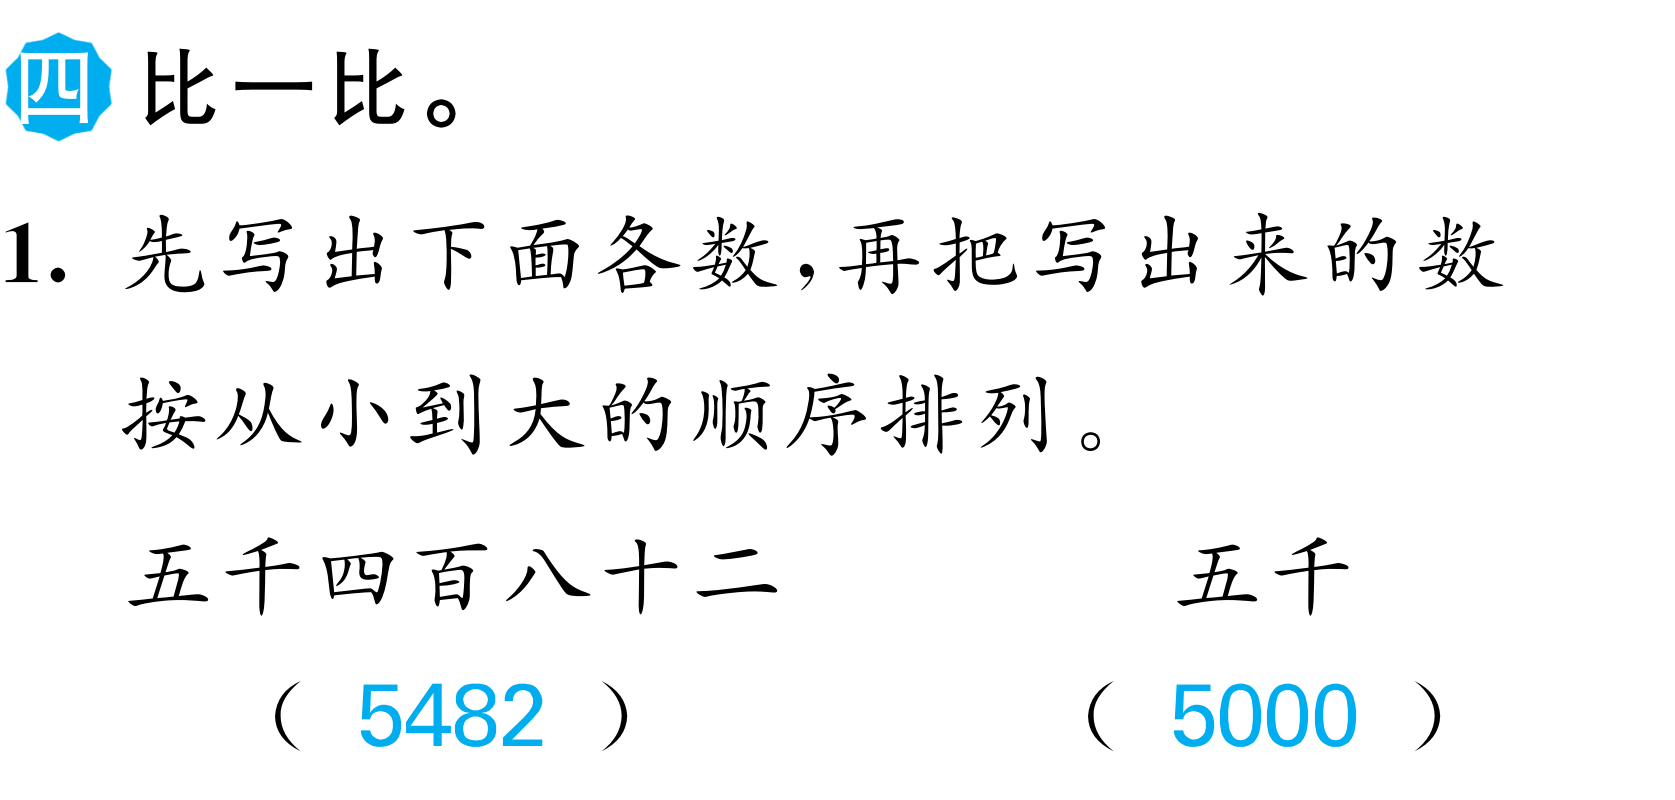 四 比一比。
1. 先写出下面各数,再把写出来的数
按从小到大的顺序排列。
五千四百八十二 五千
( 5482 ) ( 5000 )